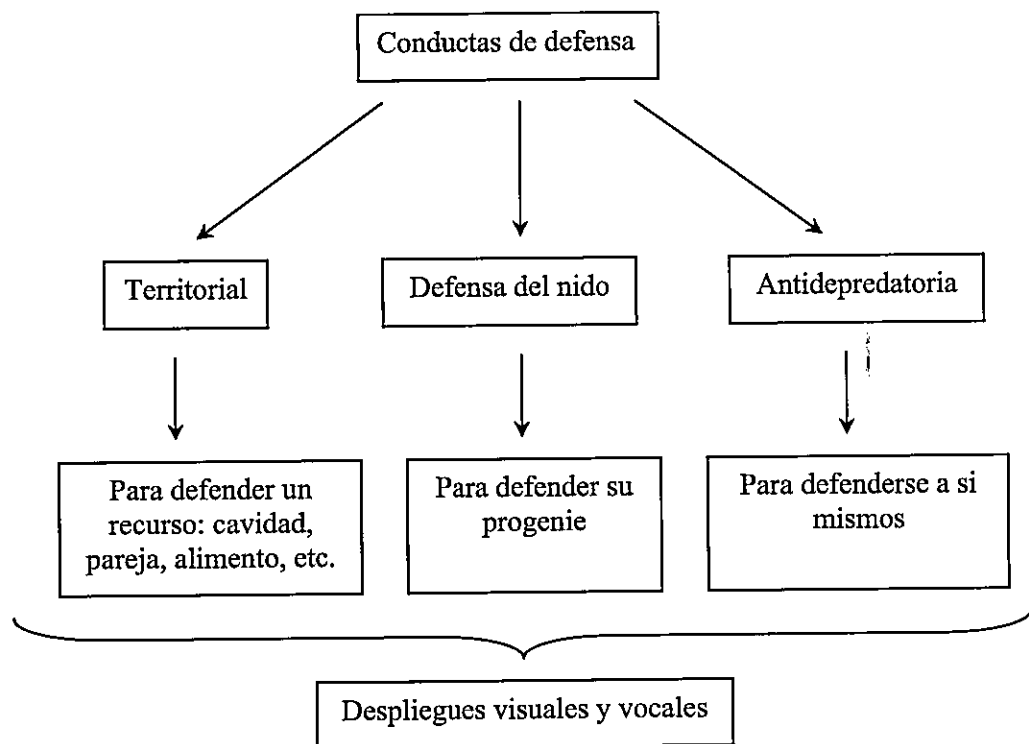 Conductas de defensa
Territorial
Defensa del nido
Antidepredatoria
Para defender un
recurso: cavidad,
pareja, alimento, etc.
Para defender su
progenie
Para defenderse a si
mismos
Despliegues visuales y vocales